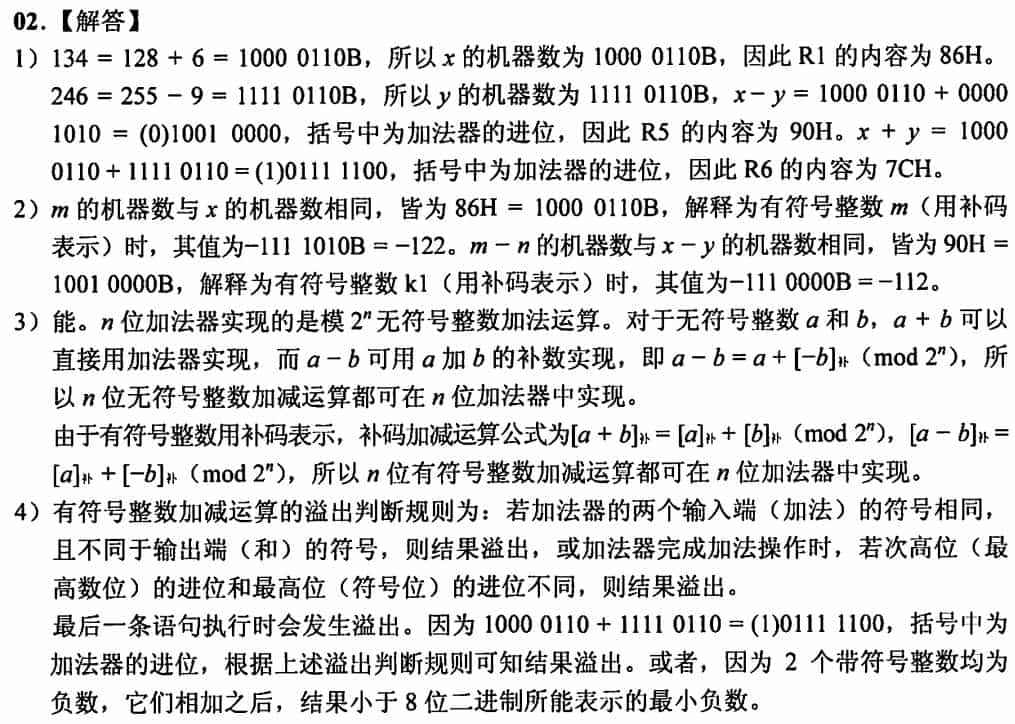 02.【解答】
1）134 = 128 + 6 = 1000 0110B，所以 x 的机器数为 1000 0110B，因此 R1 的内容为 86H。
246 = 255 − 9 = 1111 0110B，所以 y 的机器数为 1111 0110B，x − y = 1000 0110 + 0000
1010 = (0)1001 0000，括号中为加法器的进位，因此 R5 的内容为 90H。x + y = 1000
0110 + 1111 0110 = (1)0111 1100，括号中为加法器的进位，因此 R6 的内容为 7CH。
2）m 的机器数与 x 的机器数相同，皆为 86H = 1000 0110B，解释为有符号整数 m（用补码
表示）时，其值为−111 1010B = −122。m − n 的机器数与 x − y 的机器数相同，皆为 90H =
1001 0000B，解释为有符号整数 k1（用补码表示）时，其值为−111 0000B = −112。
3）能。n 位加法器实现的是模 2ⁿ 无符号整数加法运算。对于无符号整数 a 和 b，a + b 可以
直接用加法器实现，而 a − b 可用 a 加 b 的补数实现，即 a − b = a + [−b]补（mod 2ⁿ），所
以 n 位无符号整数加减运算都可在 n 位加法器中实现。
由于有符号整数用补码表示，补码加减运算公式为[a + b]补 = [a]补 + [b]补（mod 2ⁿ），[a − b]补 =
[a]补 + [−b]补（mod 2ⁿ），所以 n 位有符号整数加减运算都可在 n 位加法器中实现。
4）有符号整数加减运算的溢出判断规则为：若加法器的两个输入端（加法）的符号相同，
且不同于输出端（和）的符号，则结果溢出，或加法器完成加法操作时，若次高位（最
高数位）的进位和最高位（符号位）的进位不同，则结果溢出。
最后一条语句执行时会发生溢出。因为 1000 0110 + 1111 0110 = (1)0111 1100，括号中为
加法器的进位，根据上述溢出判断规则可知结果溢出。或者，因为 2 个带符号整数均为
负数，它们相加之后，结果小于 8 位二进制所能表示的最小负数。